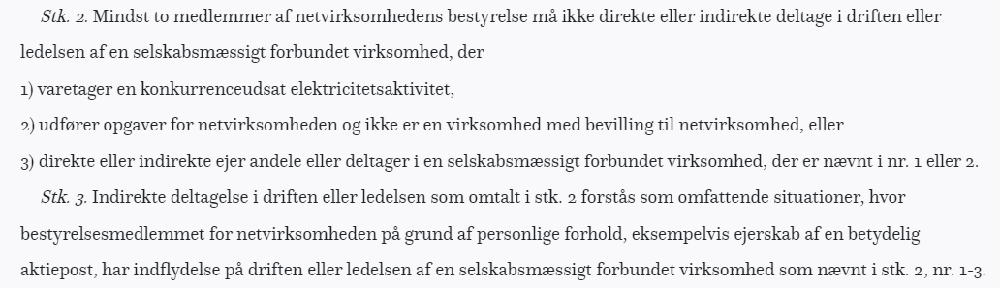 Stk. 2. Mindst to medlemmer af netvirksomhedens bestyrelse må ikke direkte eller indirekte deltage i driften eller
ledelsen af en selskabsmæssigt forbundet virksomhed, der
1) varetager en konkurrenceudsat elektricitetsaktivitet,
2) udfører opgaver for netvirksomheden og ikke er en virksomhed med bevilling til netvirksomhed, eller
3) direkte eller indirekte ejer andele eller deltager i en selskabsmæssigt forbundet virksomhed, der er nævnt i nr. 1 eller 2.
Stk. 3. Indirekte deltagelse i driften eller ledelsen som omtalt i stk. 2 forstås som omfattende situationer, hvor
bestyrelsesmedlemmet for netvirksomheden på grund af personlige forhold, eksempelvis ejerskab af en betydelig
aktiepost, har indflydelse på driften eller ledelsen af en selskabsmæssigt forbundet virksomhed som nævnt i stk. 2, nr. 1-3.